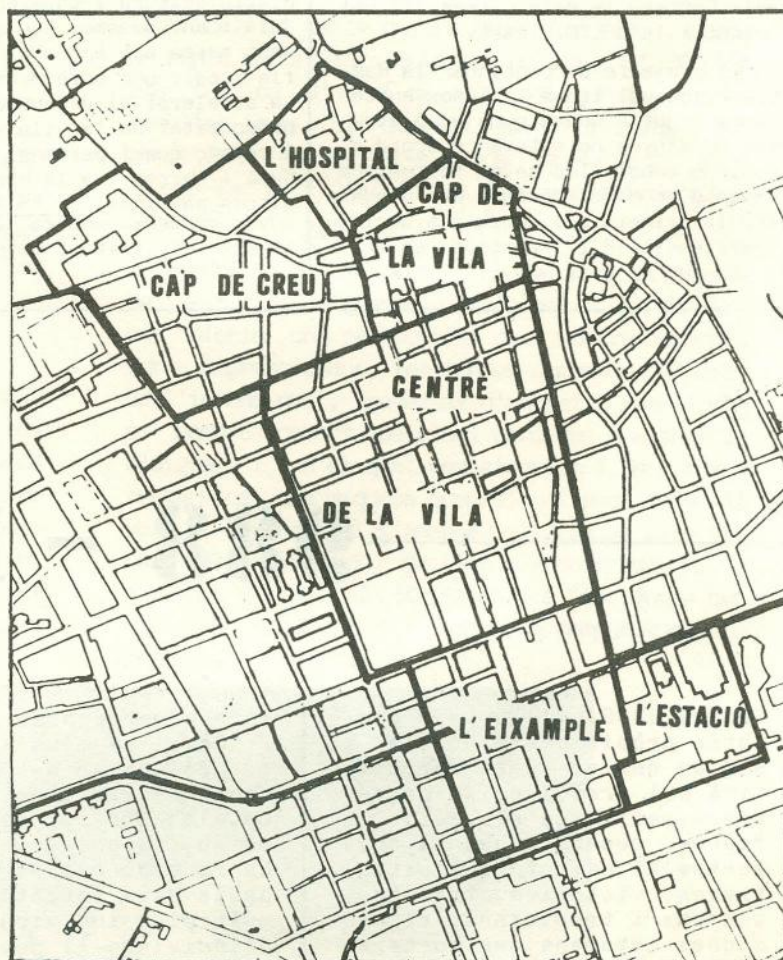 L'HOSPITAL
CAP DE
LA VILA
CAP DE CREU
CENTRE
DE LA VILA
L'EIXAMPLE
L'ESTACIÓ